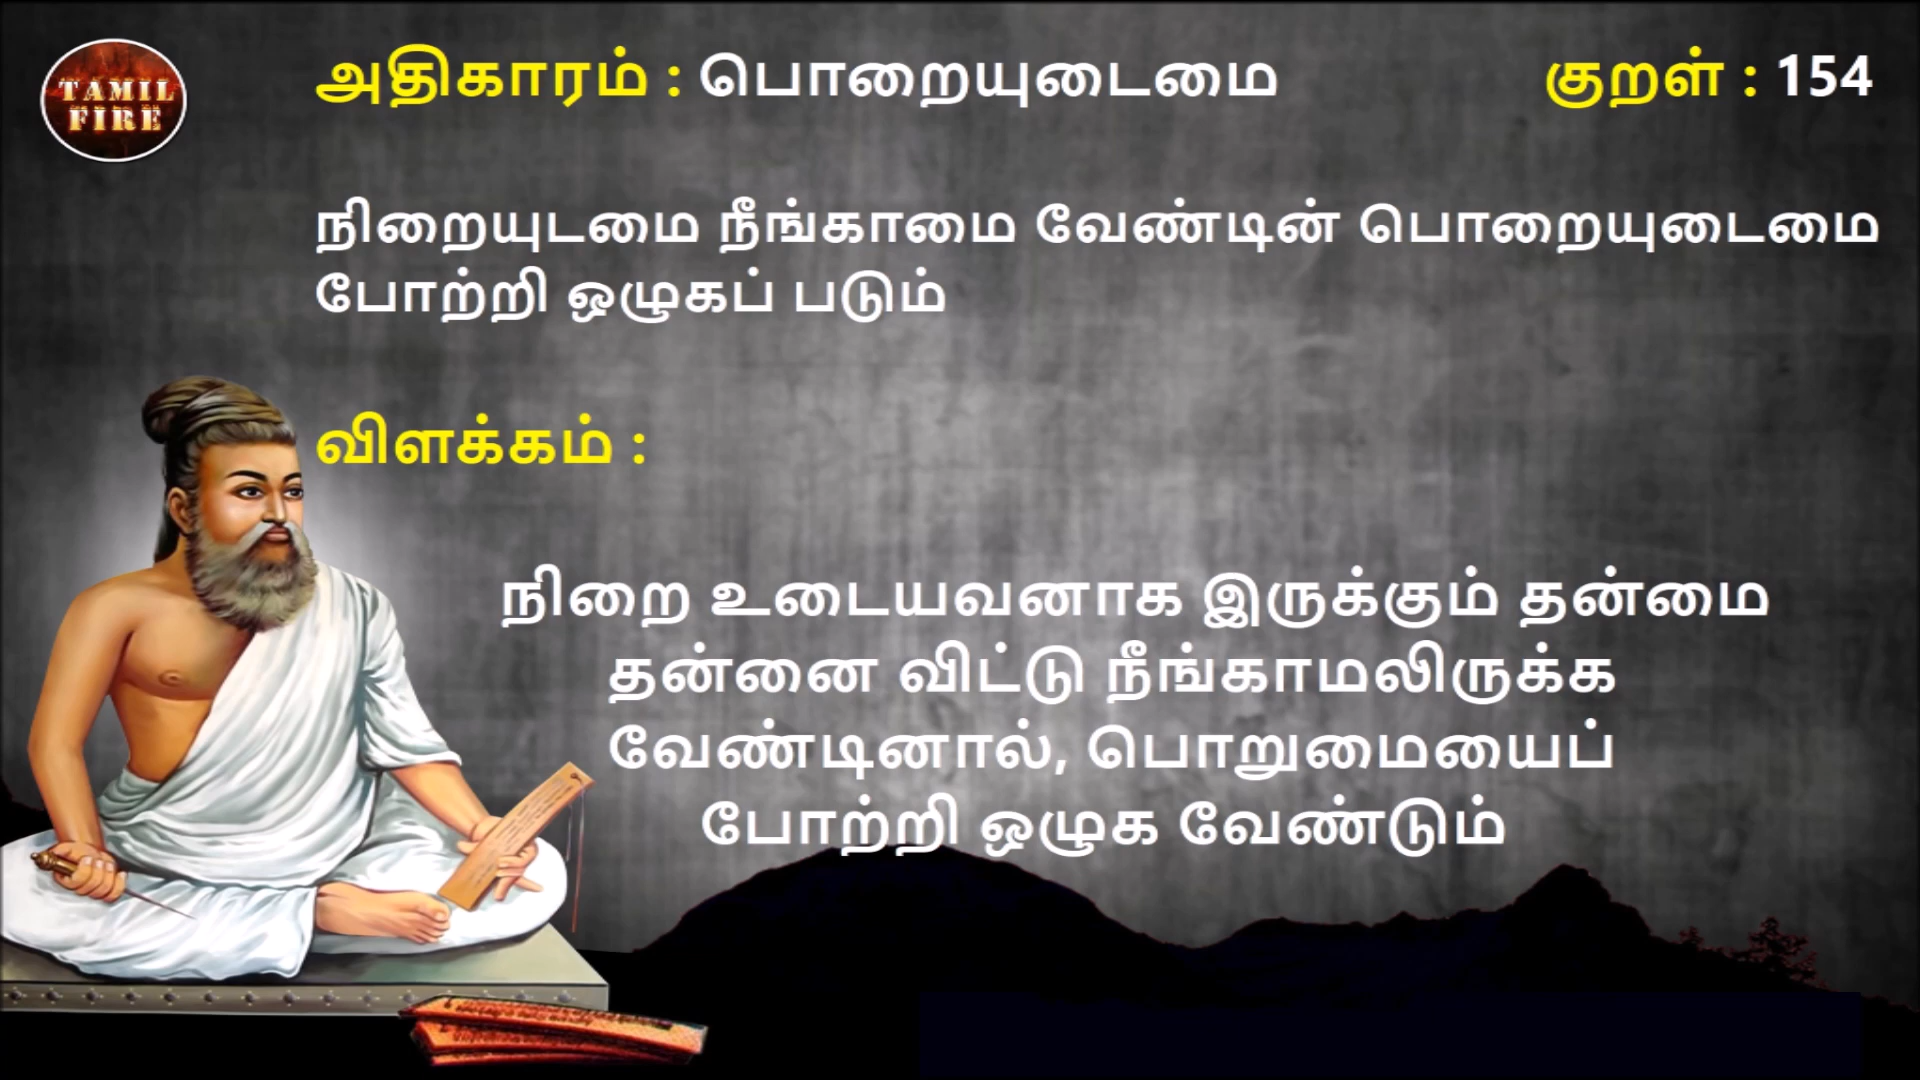 TAMIL
FIRE
அதிகாரம் : பொறையுடைமை
குறள் : 154
நிறையுடமை நீங்காமை வேண்டின் பொறையுடைமை
போற்றி ஒழுகப் படும்
விளக்கம் :
நிறை உடையவனாக இருக்கும் தன்மை
தன்னை விட்டு நீங்காமலிருக்க
வேண்டினால், பொறுமையைப்
போற்றி ஒழுக வேண்டும்